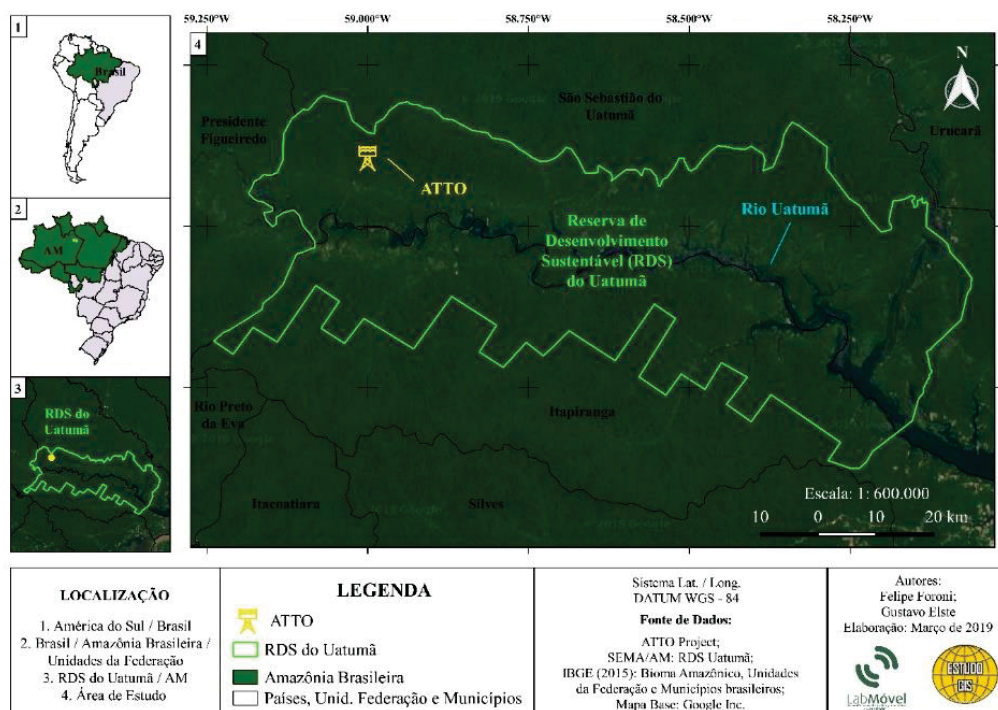 59.250°W 59.000°W 58.750°W 58.500°W 58.250°W
1
Brasil
2
AM
3
RDS do
Uatumã
4
N
São Sebastião do
Uatumã
Presidente
Figueiredo
Urucará
ATTO
Rio Uatumã
Reserva de
Desenvolvimento
Sustentável (RDS)
do Uatumã
Rio Preto
da Eva
Itapiranga
Itacoatiara
Silves
Escala: 1: 600.000
10 0 10 20 km
LOCALIZAÇÃO
1. América do Sul / Brasil
2. Brasil / Amazônia Brasileira /
Unidades da Federação
3. RDS do Uatumã / AM
4. Área de Estudo
LEGENDA
ATTO
RDS do Uatumã
Amazônia Brasileira
Países, Unid. Federação e Municípios
Sistema Lat. / Long.
DATUM WGS - 84
Fonte de Dados:
ATTO Project;
SEMA/AM: RDS Uatumã;
IBGE (2015): Bioma Amazônico, Unidades
da Federação e Municípios brasileiros;
Mapa Base: Google Inc.
Autores:
Felipe Foroni;
Gustavo Elste
Elaboração: Março de 2019
LabMóvel
ESTUDO
GIS